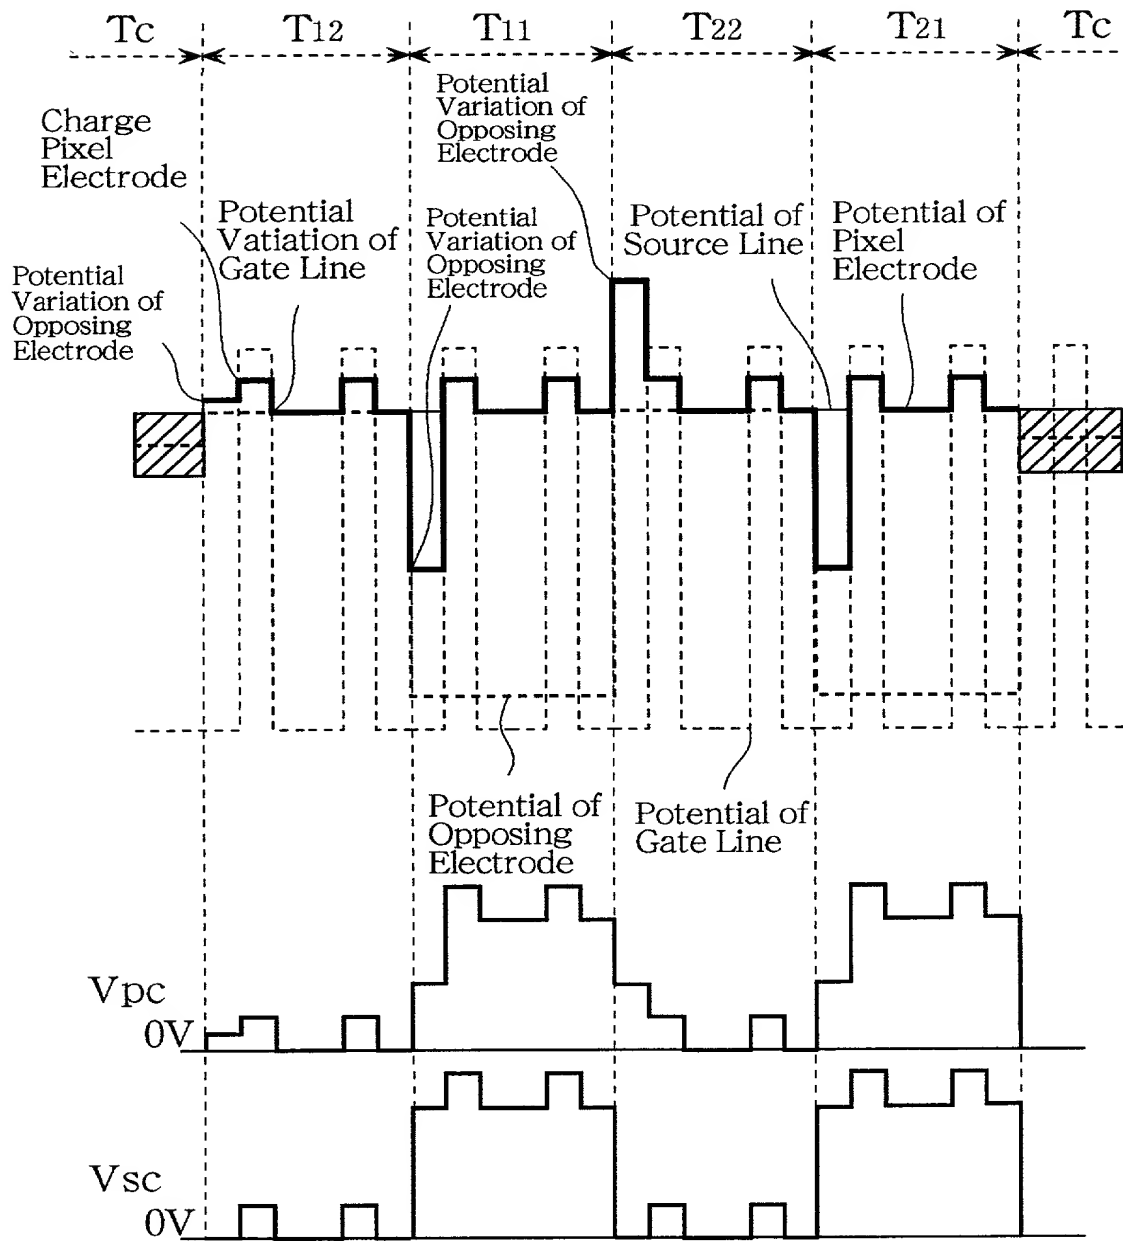 Tc T12 T11 T22 T21 Tc
Charge
Pixel
Electrode
Potential
Variation of
Opposing
Electrode
Potential
Vatiation of
Gate Line
Potential
Variation of
Opposing
Electrode
Potential
Variation of
Opposing
Electrode
Potential of
Source Line
Potential of
Pixel
Electrode
Potential of
Opposing
Electrode
Potential of
Gate Line
Vpc
0V
Vsc
0V